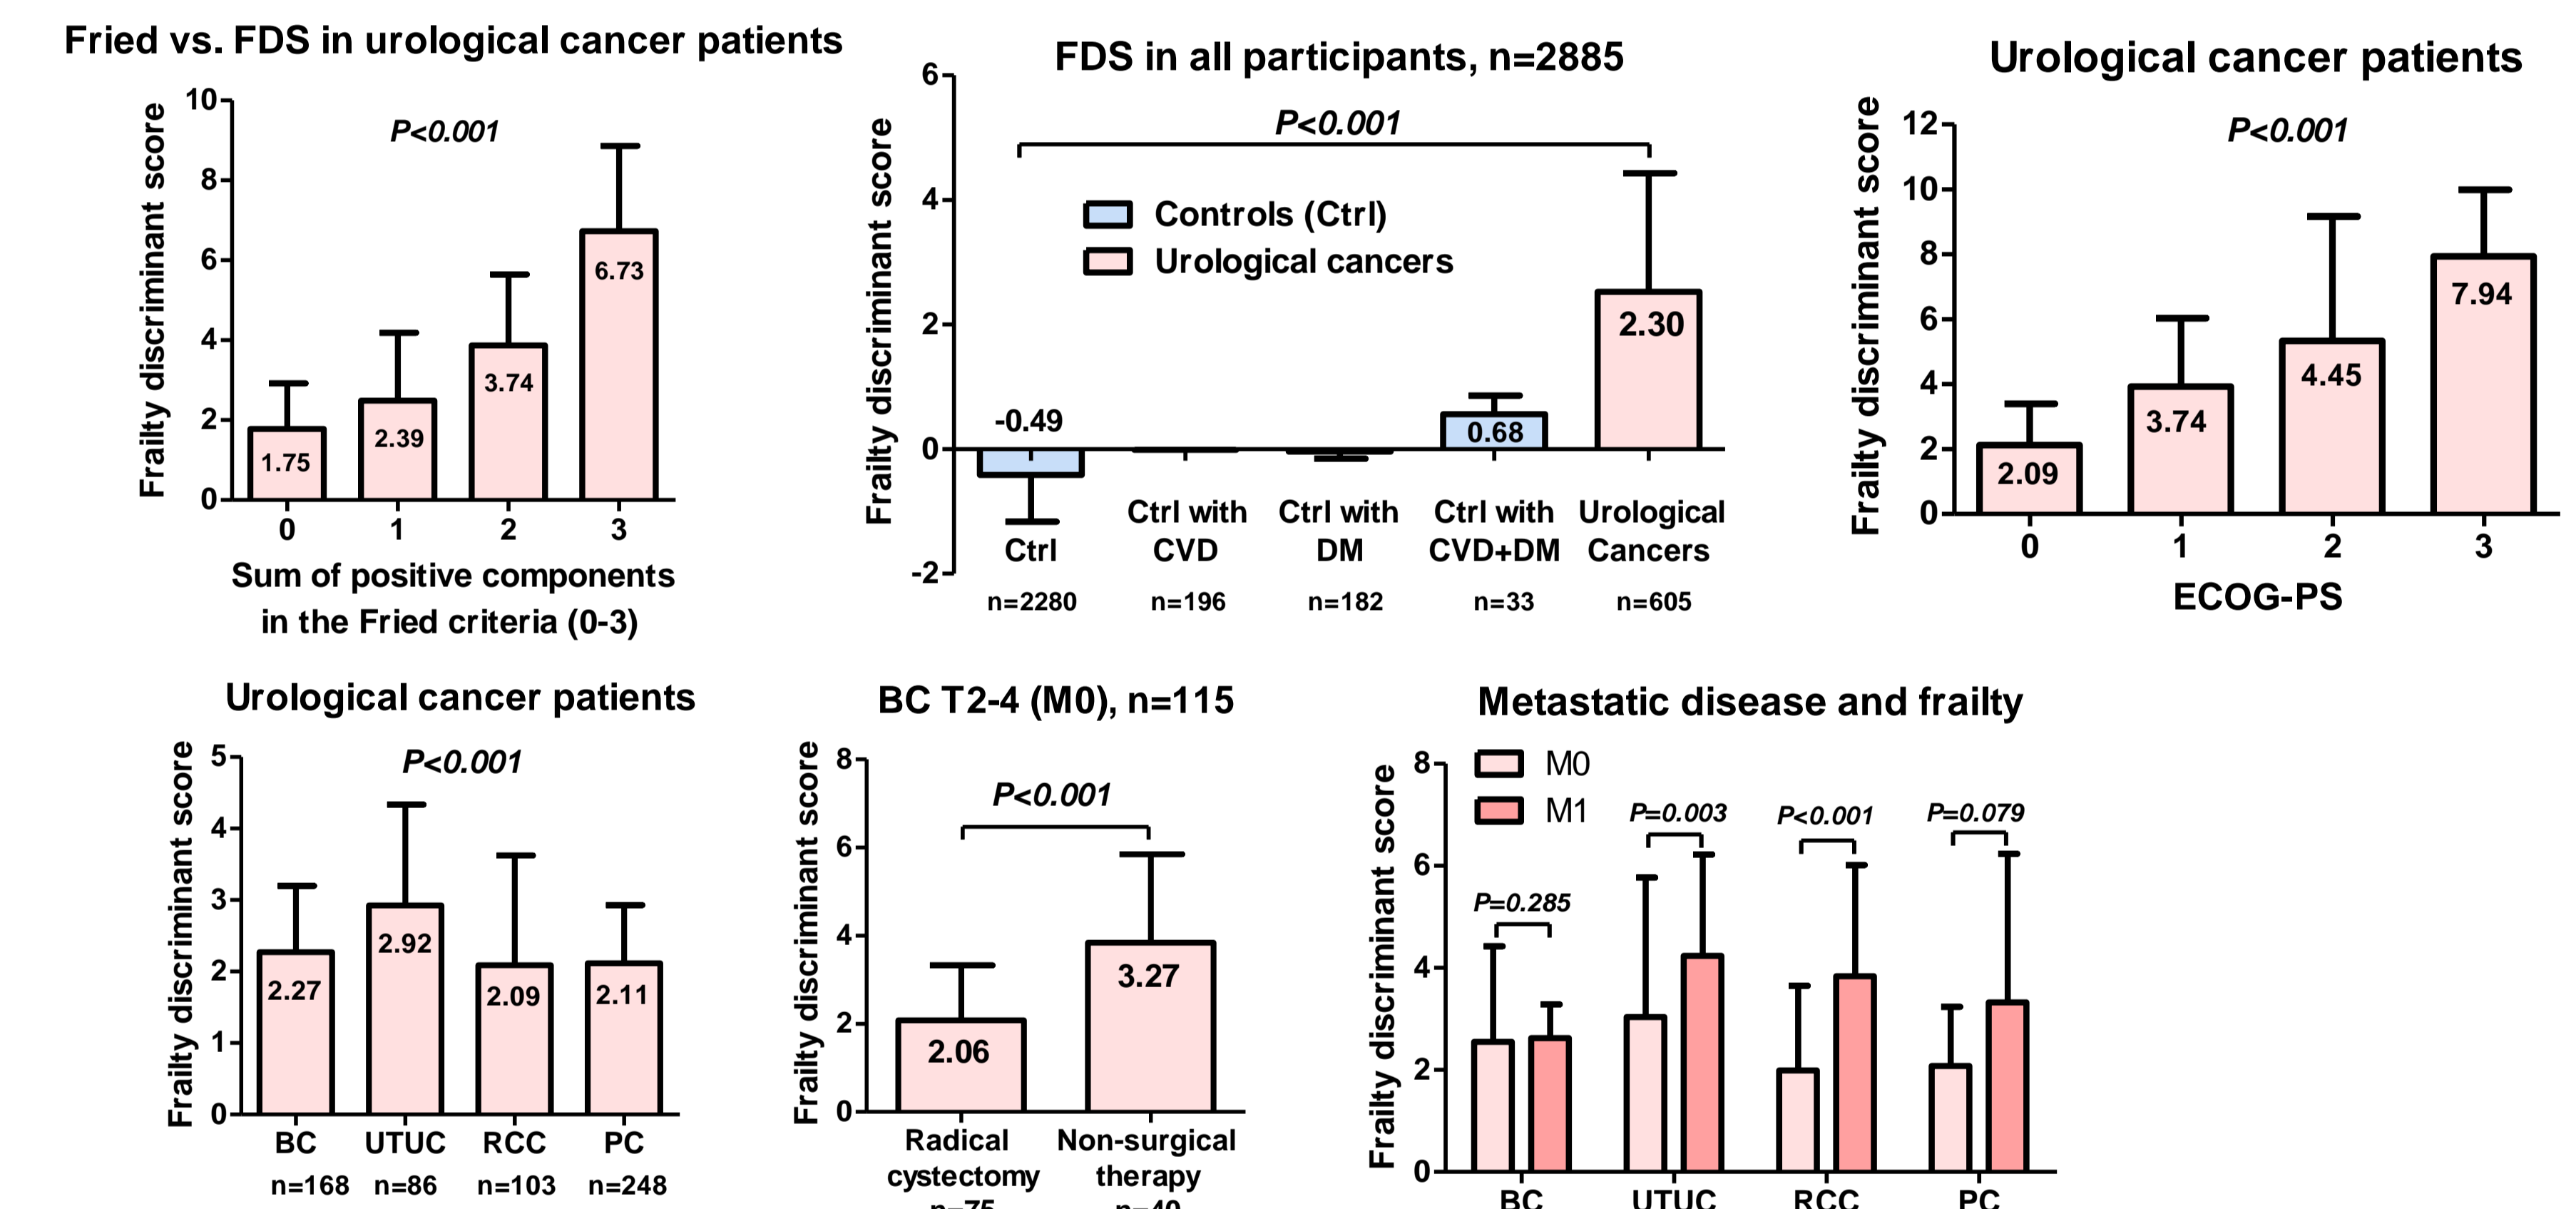 Fried vs. FDS in urological cancer patients
Frailty discriminant score
10
8
6
4
2
0
P<0.001
1.75
2.39
3.74
6.73
0 1 2 3
Sum of positive components
in the Fried criteria (0-3)
FDS in all participants, n=2885
Frailty discriminant score
6
4
2
0
-2
P<0.001
Controls (Ctrl)
Urological cancers
-0.49
0.68
2.30
Ctrl
Ctrl with
CVD
Ctrl with
DM
Ctrl with
CVD+DM
Urological
Cancers
n=2280 n=196 n=182 n=33 n=605
Urological cancer patients
Frailty discriminant score
12
10
8
6
4
2
0
P<0.001
2.09
3.74
4.45
7.94
0 1 2 3
ECOG-PS
Urological cancer patients
Frailty discriminant score
5
4
3
2
1
0
P<0.001
2.27
2.92
2.09
2.11
BC UTUC RCC PC
n=168 n=86 n=103 n=248
BC T2-4 (M0), n=115
Frailty discriminant score
8
6
4
2
0
P<0.001
2.06
3.27
Radical
cystectomy
n=75
Non-surgical
therapy
n=40
Metastatic disease and frailty
Frailty discriminant score
8
6
4
2
0
M0
M1
P=0.285
P=0.003
P<0.001
P=0.079
BC UTUC RCC PC